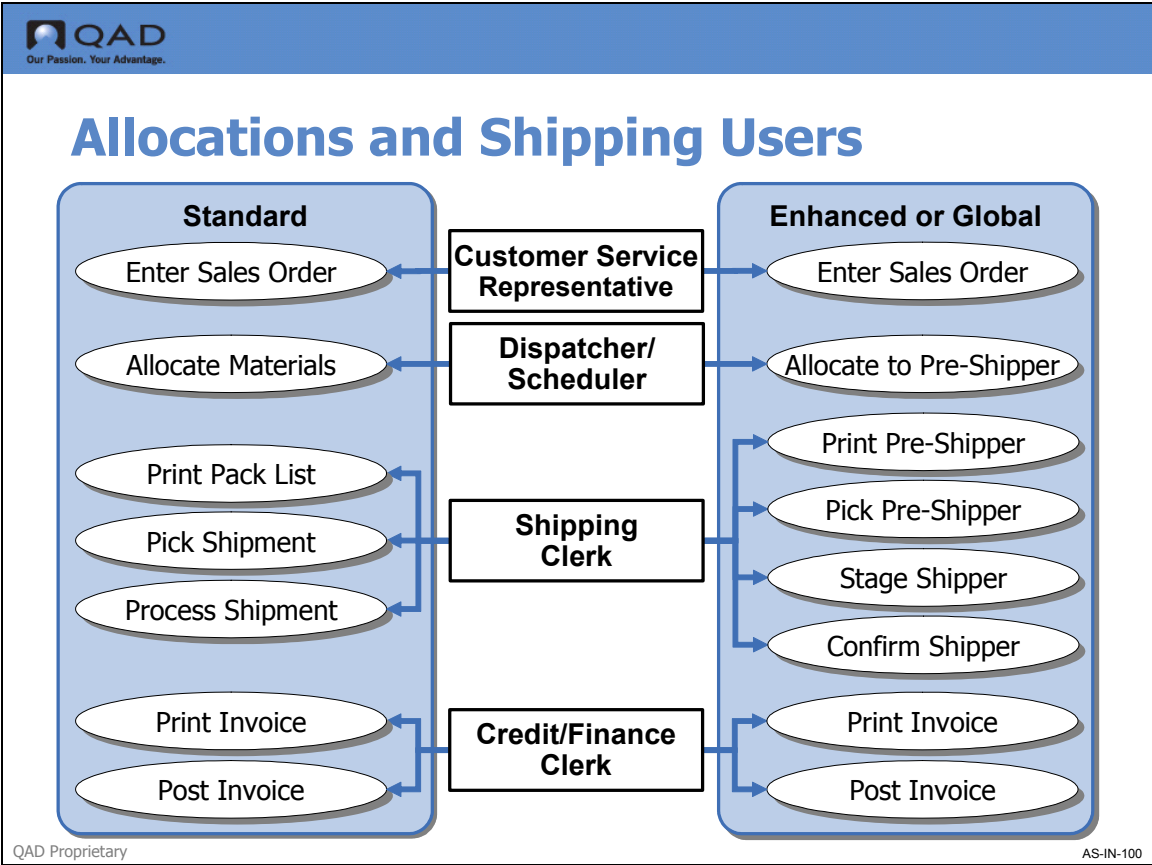 QAD
Our Passion. Your Advantage.
Allocations and Shipping Users
Standard
Enter Sales Order
Allocate Materials
Print Pack List
Pick Shipment
Process Shipment
Print Invoice
Post Invoice
Customer Service
Representative
Dispatcher/
Scheduler
Shipping
Clerk
Credit/Finance
Clerk
Enhanced or Global
Enter Sales Order
Allocate to Pre-Shipper
Print Pre-Shipper
Pick Pre-Shipper
Stage Shipper
Confirm Shipper
Print Invoice
Post Invoice
QAD Proprietary
AS-IN-100